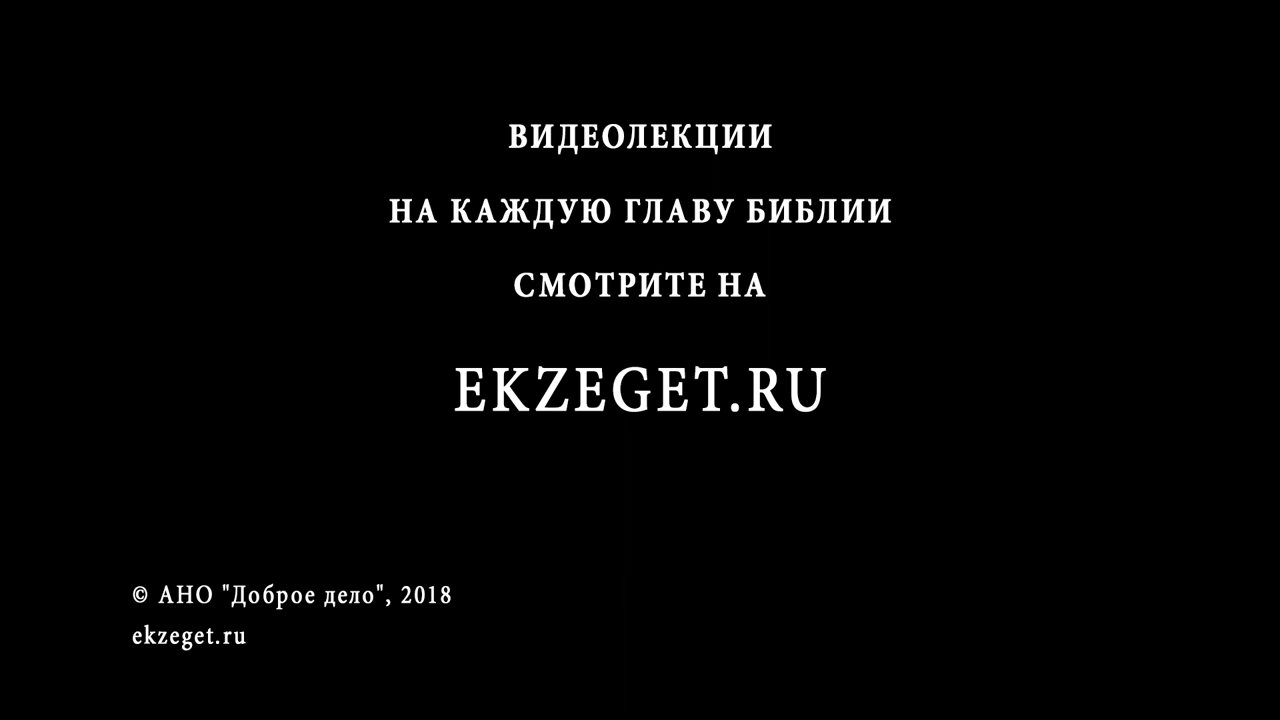 ВИДЕОЛЕКЦИИ
НА КАЖДУЮ ГЛАВУ БИБЛИИ
СМОТРИТЕ НА
EKZEGET.RU
© АНО "Доброе дело", 2018
ekzeget.ru